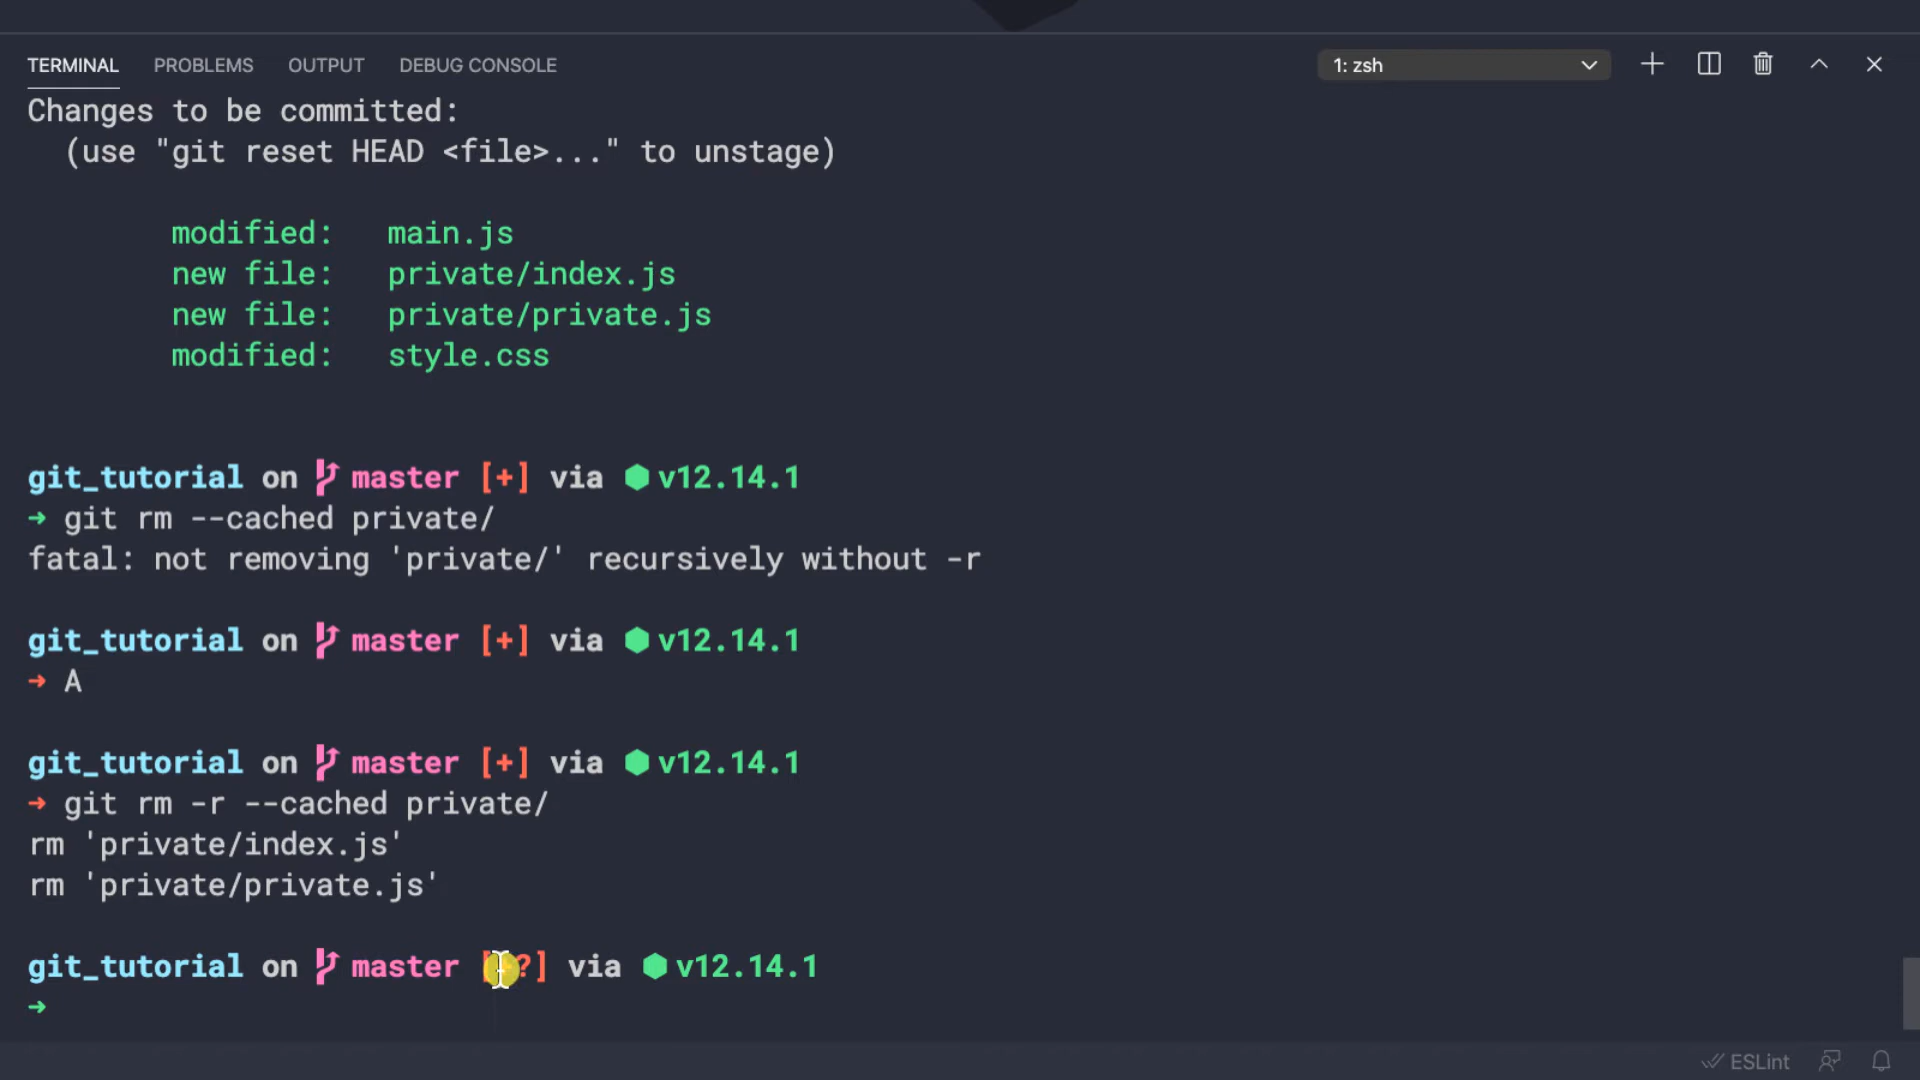 TERMINAL PROBLEMS OUTPUT DEBUG CONSOLE 1: zsh
Changes to be committed:
(use "git reset HEAD <file>..." to unstage)
modified: main.js
new file: private/index.js
new file: private/private.js
modified: style.css
git_tutorial on master [+] via v12.14.1
➜ git rm --cached private/
fatal: not removing 'private/' recursively without -r
git_tutorial on master [+] via v12.14.1
➜ A
git_tutorial on master [+] via v12.14.1
➜ git rm -r --cached private/
rm 'private/index.js'
rm 'private/private.js'
git_tutorial on master [+?] via v12.14.1
➜
ESLint